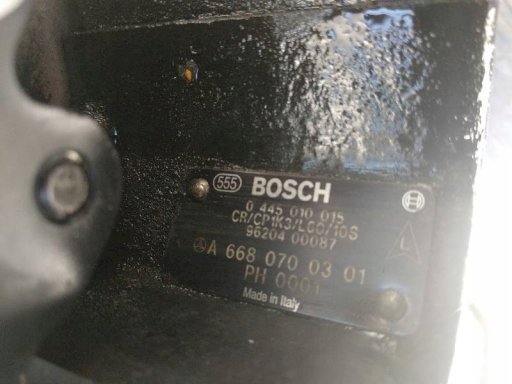 555 BOSCH
0 445 010 015
CR/CP1K3/L60/10S
96204 00087
A 668 070 03 01
PH 0001
Made in Italy
L